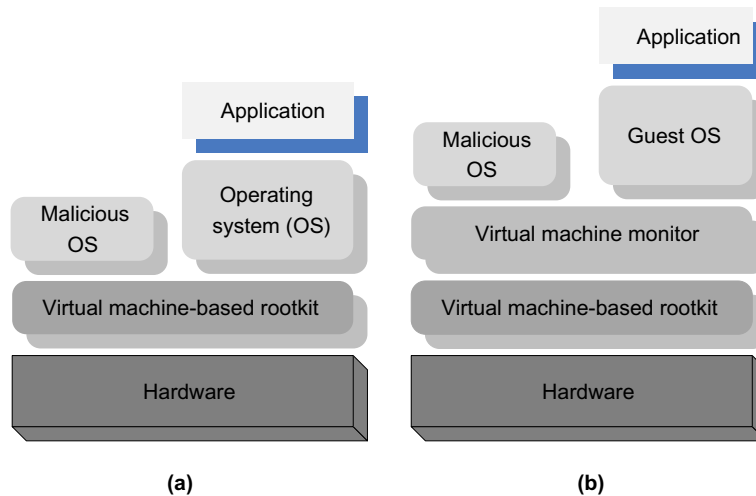 Application
Operating
system (OS)
Malicious
OS
Virtual machine-based rootkit
Hardware
(a)
Application
Guest OS
Malicious
OS
Virtual machine monitor
Virtual machine-based rootkit
Hardware
(b)